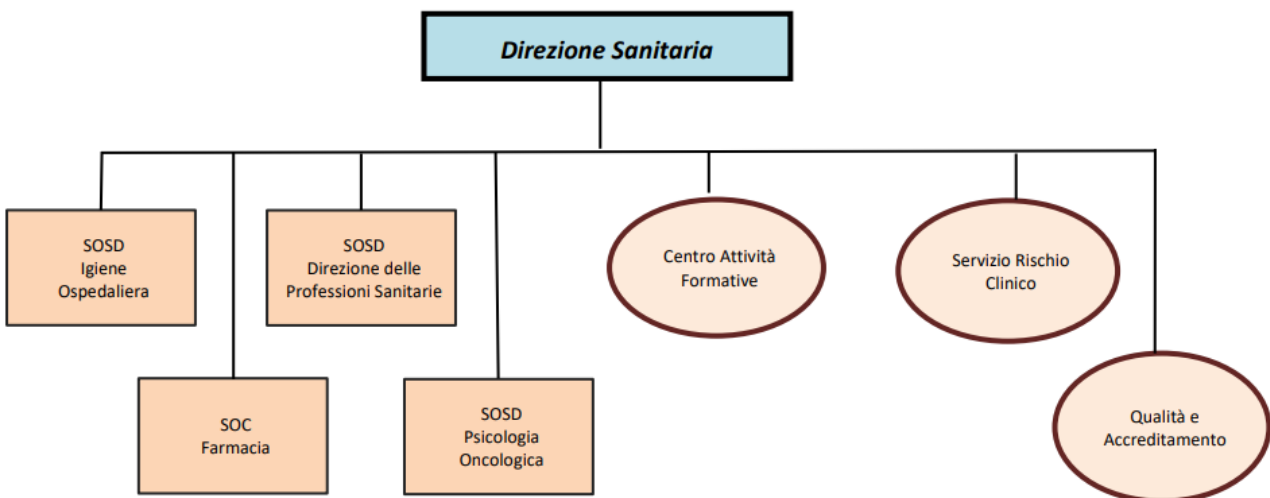 Direzione Sanitaria
SOSD
Igiene
Ospedaliera
SOSD
Direzione delle
Professioni Sanitarie
Centro Attività
Formative
Servizio Rischio
Clinico
SOC
Farmacia
SOSD
Psicologia
Oncologica
Qualità e
Accreditamento